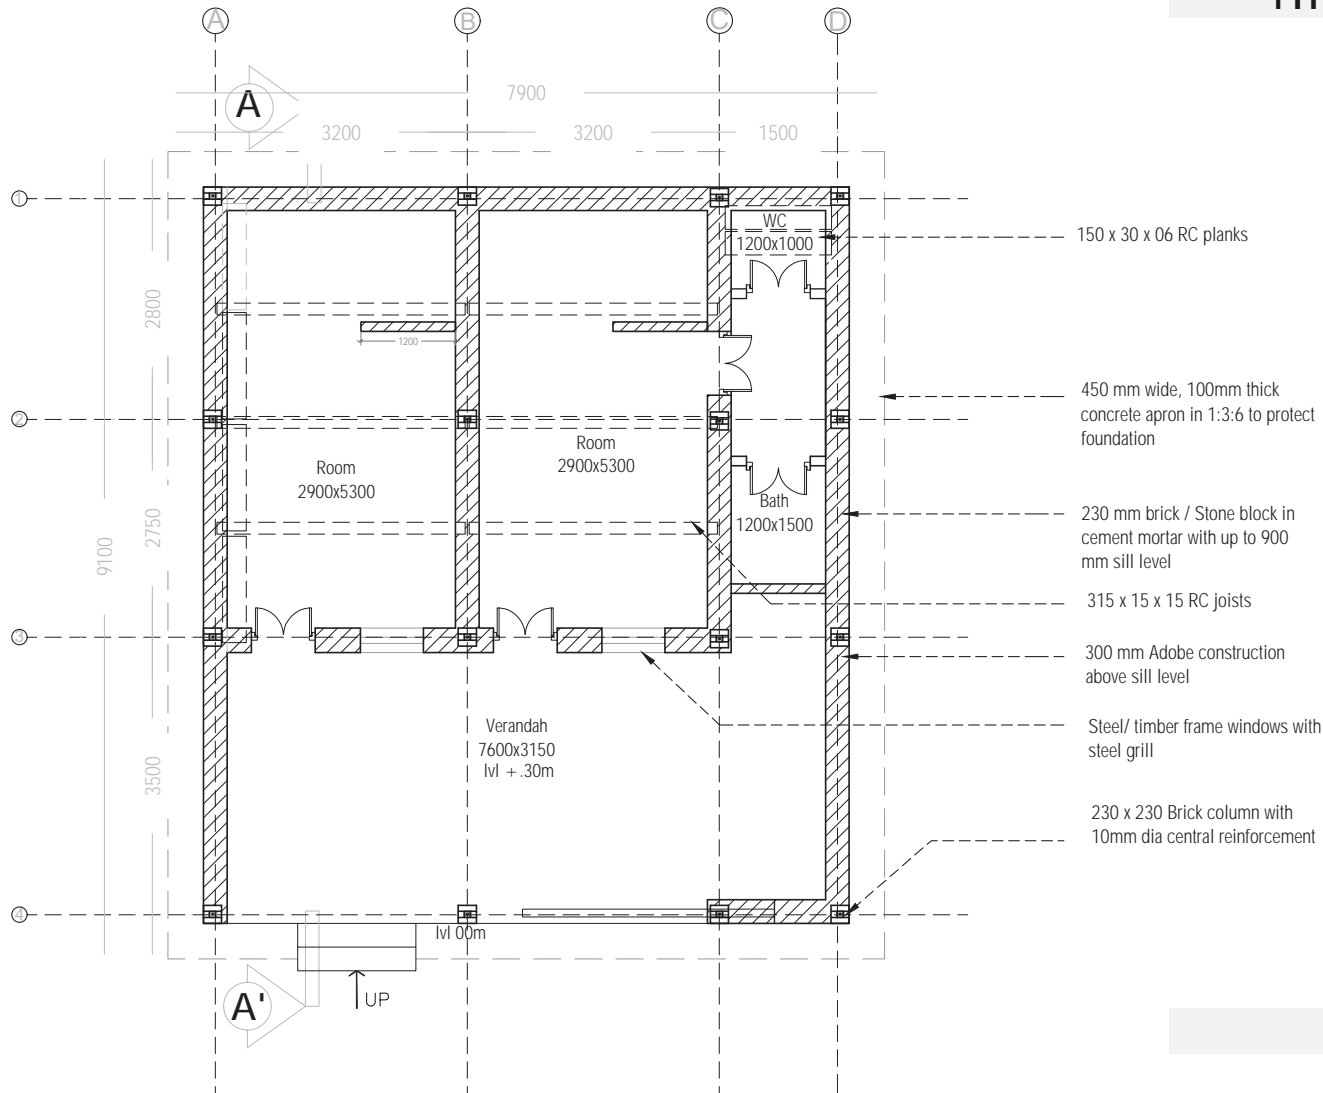 A
B
C
D
A
7900
3200
3200
1500
1
2
3
4
2800
2750
3500
9100
WC
1200x1000
1200
Room
2900x5300
Room
2900x5300
Bath
1200x1500
Verandah
7600x3150
lvl +.30m
lvl 00m
UP
A'
150 x 30 x 06 RC planks
450 mm wide, 100mm thick
concrete apron in 1:3:6 to protect
foundation
230 mm brick / Stone block in
cement mortar with up to 900
mm sill level
315 x 15 x 15 RC joists
300 mm Adobe construction
above sill level
Steel/ timber frame windows with
steel grill
230 x 230 Brick column with
10mm dia central reinforcement